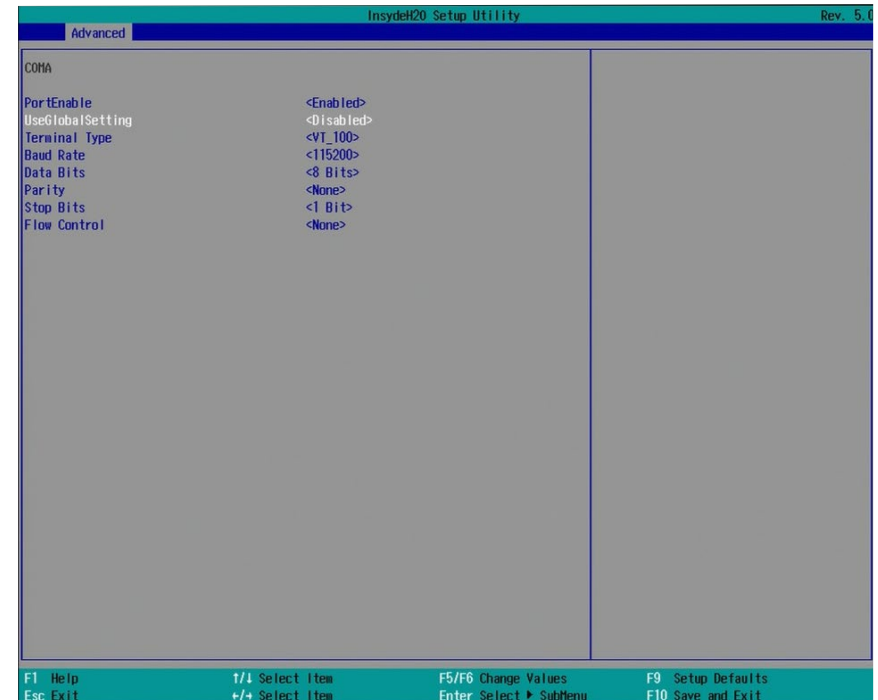 InsydeH20 Setup Utility Rev. 5.0
Advanced
COMA
PortEnable <Enabled>
UseGlobalSetting <Disabled>
Terminal Type <VT_100>
Baud Rate <115200>
Data Bits <8 Bits>
Parity <None>
Stop Bits <1 Bit>
Flow Control <None>
F1 Help ↑/↓ Select Item F5/F6 Change Values F9 Setup Defaults
Esc Exit ←/→ Select Item Enter Select ▶ SubMenu F10 Save and Exit